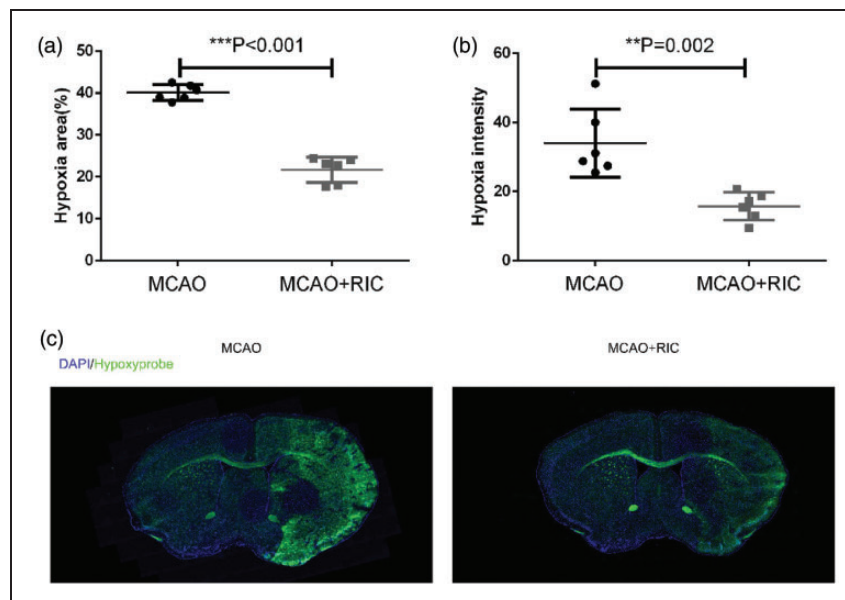 (a)
***P<0.001
Hypoxia area(%)
50
40
30
20
10
0
MCAO
MCAO+RIC
(b)
**P=0.002
Hypoxia intensity
60
40
20
0
MCAO
MCAO+RIC
(c)
MCAO
MCAO+RIC
DAPI/Hypoxyprobe